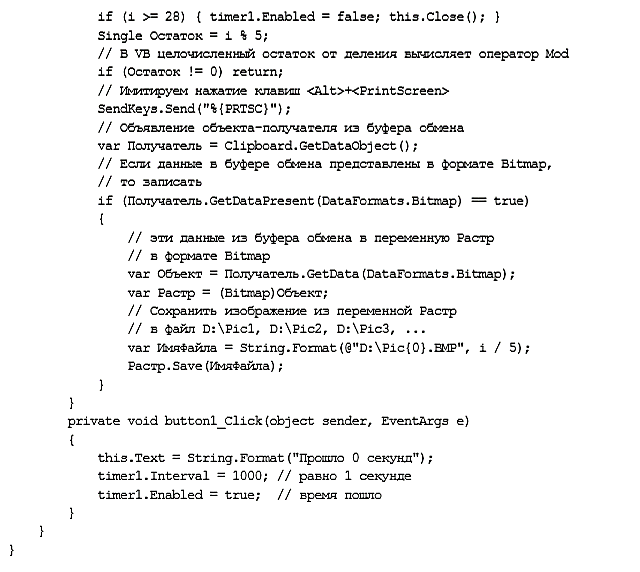 if (i >= 28) { timer1.Enabled = false; this.Close(); }
Single Остаток = i % 5;
// В VB целочисленный остаток от деления вычисляет оператор Mod
if (Остаток != 0) return;
// Имитируем нажатие клавиш <Alt>+<PrintScreen>
SendKeys.Send("%{PRTSC}");
// Объявление объекта-получателя из буфера обмена
var Получатель = Clipboard.GetDataObject();
// Если данные в буфере обмена представлены в формате Bitmap,
// то записать
if (Получатель.GetDataPresent(DataFormats.Bitmap) == true)
{
// эти данные из буфера обмена в переменную Растр
// в формате Bitmap
var Объект = Получатель.GetData(DataFormats.Bitmap);
var Растр = (Bitmap)Объект;
// Сохранить изображение из переменной Растр
// в файл D:\Pic1, D:\Pic2, D:\Pic3, ...
var ИмяФайла = String.Format(@"D:\Pic{0}.BMP", i / 5);
Растр.Save(ИмяФайла);
}
}
private void button1_Click(object sender, EventArgs e)
{
this.Text = String.Format("Прошло 0 секунд");
timer1.Interval = 1000; // равно 1 секунде
timer1.Enabled = true;  // время пошло
}
}
}